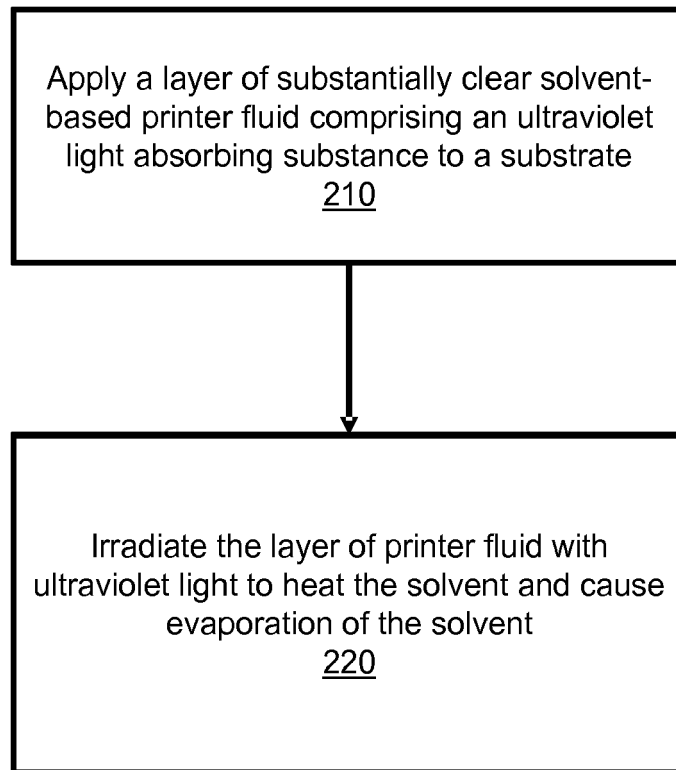 Apply a layer of substantially clear solvent-
based printer fluid comprising an ultraviolet
light absorbing substance to a substrate
210
Irradiate the layer of printer fluid with
ultraviolet light to heat the solvent and cause
evaporation of the solvent
220